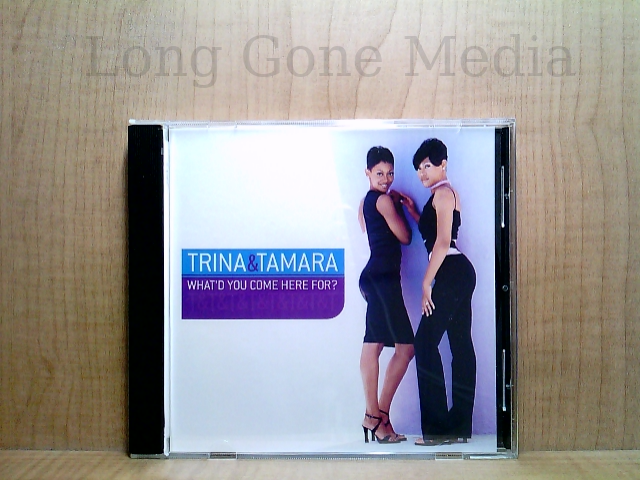 Long Gone Media
TRINA & TAMARA
WHAT'D YOU COME HERE FOR?